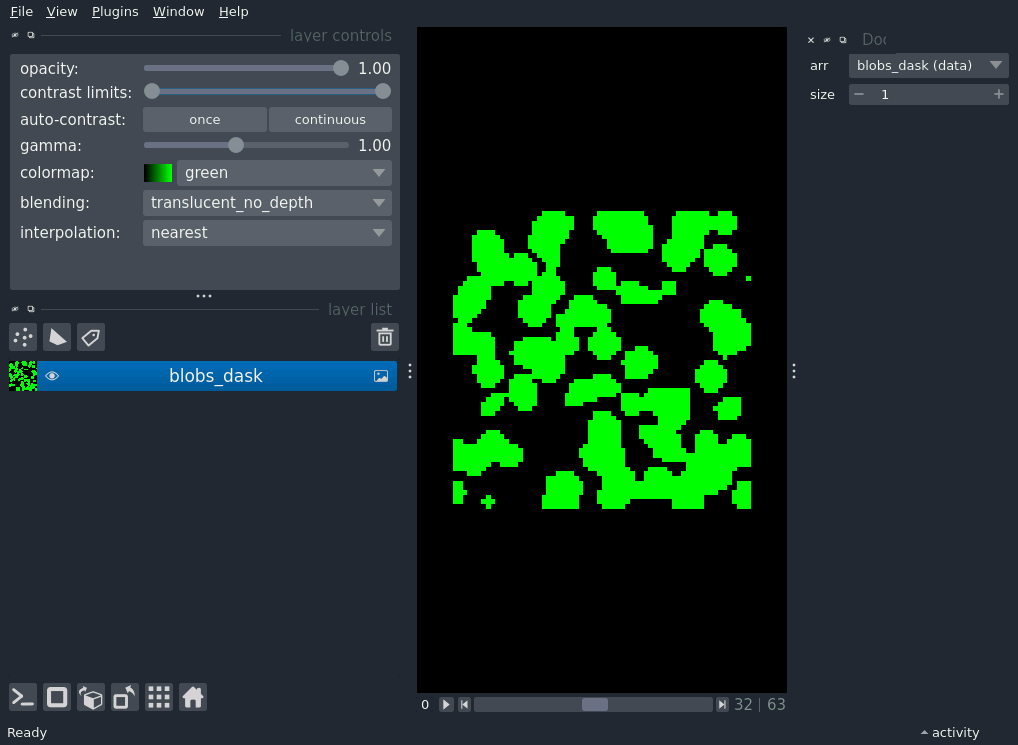 File View Plugins Window Help
layer controls
opacity: 1.00
contrast limits:
auto-contrast: once continuous
gamma: 1.00
colormap: green
blending: translucent_no_depth
interpolation: nearest
layer list
blobs_dask
0 32 | 63
arr blobs_dask (data)
size 1
Ready
activity